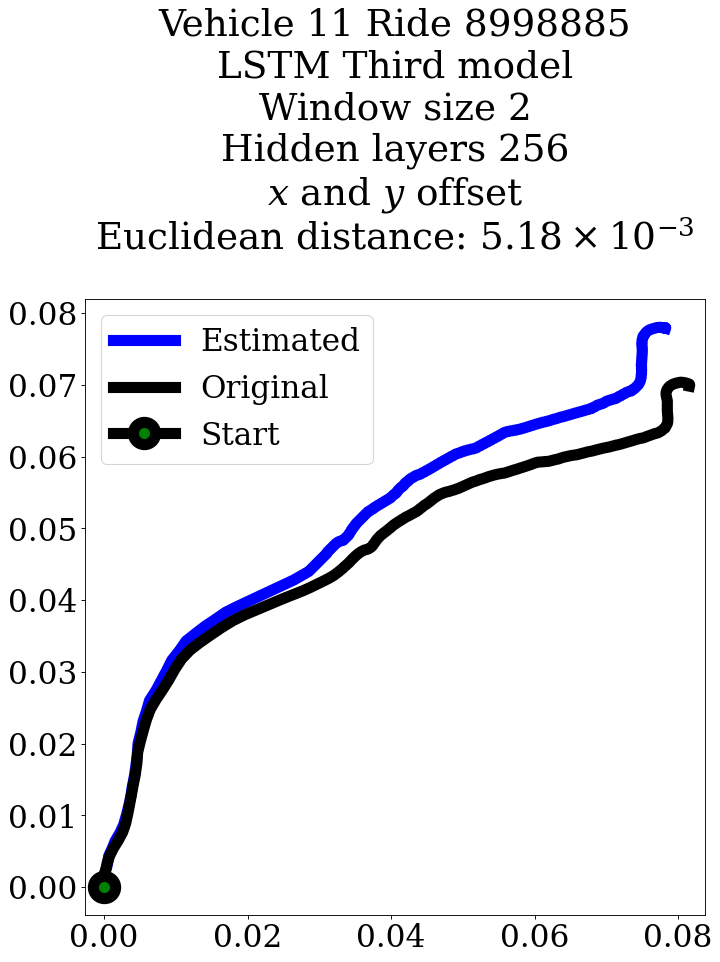 Vehicle 11 Ride 8998885
LSTM Third model
Window size 2
Hidden layers 256
x and y offset
Euclidean distance: 5.18 × 10⁻³
0.08
0.07
0.06
0.05
0.04
0.03
0.02
0.01
0.00
Estimated
Original
Start
0.00 0.02 0.04 0.06 0.08